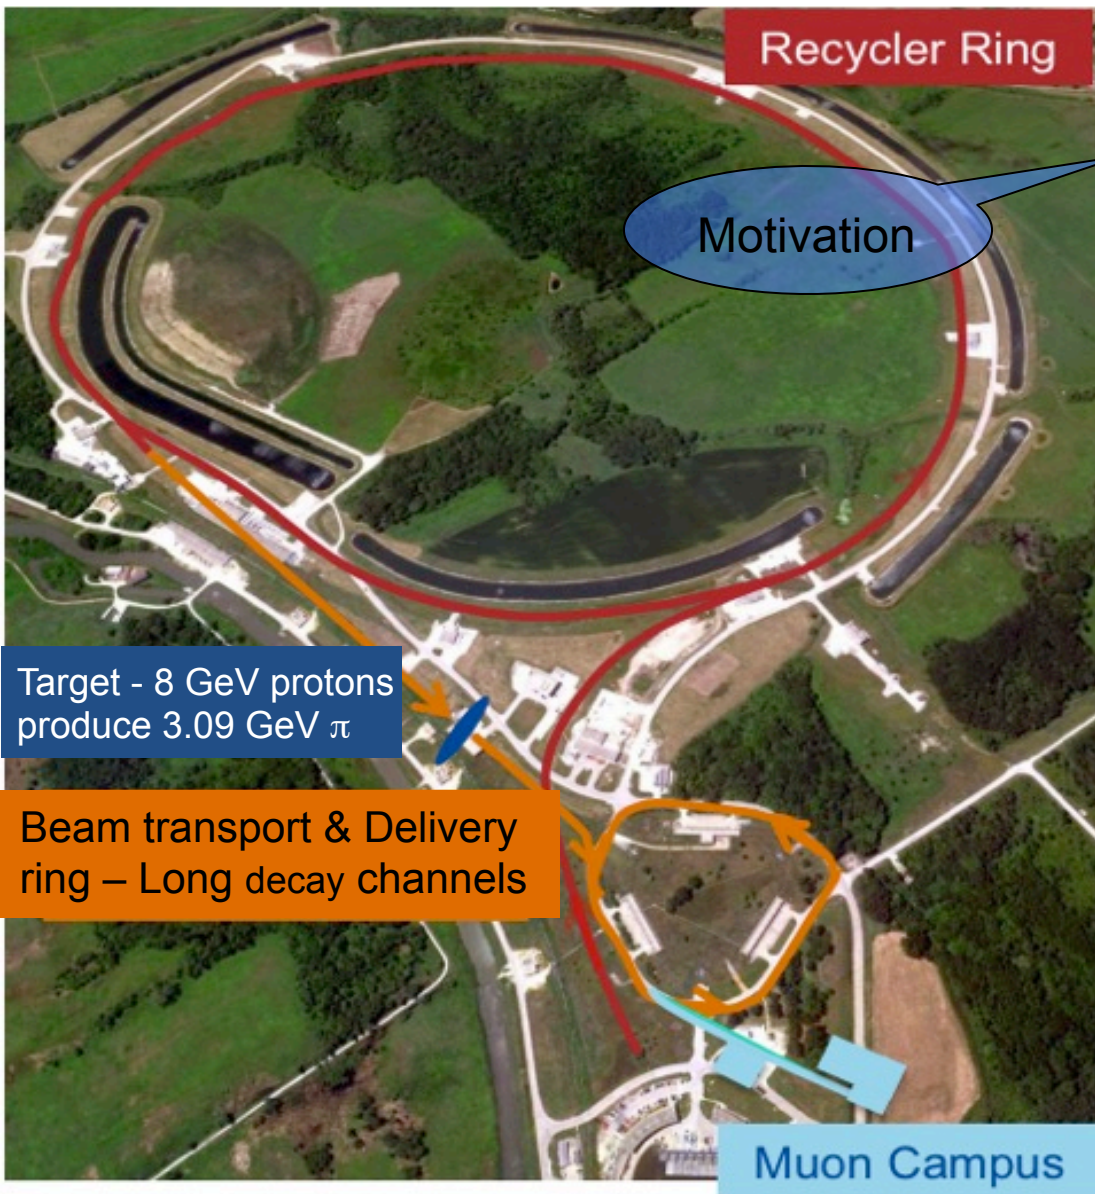 Recycler Ring
Motivation
Target - 8 GeV protons
produce 3.09 GeV π
Beam transport & Delivery
ring – Long decay channels
Muon Campus